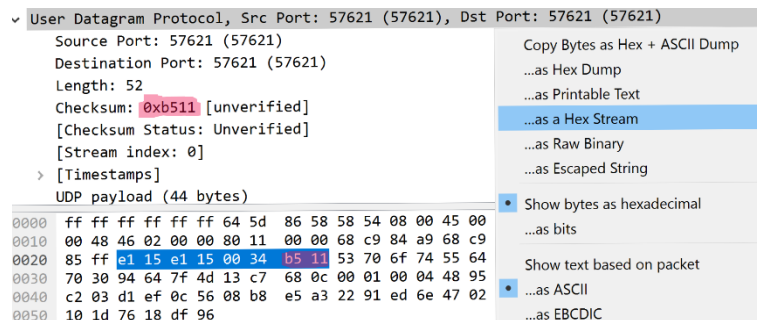 User Datagram Protocol, Src Port: 57621 (57621), Dst Port: 57621 (57621)
Source Port: 57621 (57621)
Destination Port: 57621 (57621)
Length: 52
Checksum: 0xb511 [unverified]
[Checksum Status: Unverified]
[Stream index: 0]
[Timestamps]
UDP payload (44 bytes)
0000 ff ff ff ff ff ff 64 5d 86 58 58 54 08 00 45 00
0010 00 48 46 02 00 00 80 11 00 00 68 c9 84 a9 68 c9
0020 85 ff e1 15 e1 15 00 34 b5 11 53 70 6f 74 55 64
0030 70 30 94 64 7f 4d 13 c7 68 0c 00 01 00 04 48 95
0040 c2 03 d1 ef 0c 56 08 b8 e5 a3 22 91 ed 6e 47 02
0050 10 1d 76 18 df 96
Copy Bytes as Hex + ASCII Dump
...as Hex Dump
...as Printable Text
...as a Hex Stream
...as Raw Binary
...as Escaped String
Show bytes as hexadecimal
...as bits
Show text based on packet
...as ASCII
...as EBCDIC